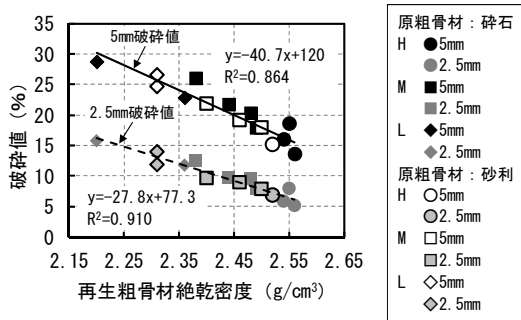 35
30
25
20
15
10
5
0
破砕値（%）
5mm破砕値
y=-40.7x+120
R²=0.864
2.5mm破砕値
y=-27.8x+77.3
R²=0.910
2.15 2.25 2.35 2.45 2.55 2.65
再生粗骨材絶乾密度（g/cm³）
原粗骨材：砕石
H 5mm
2.5mm
M 5mm
2.5mm
L 5mm
2.5mm
原粗骨材：砂利
H 5mm
2.5mm
M 5mm
2.5mm
L 5mm
2.5mm